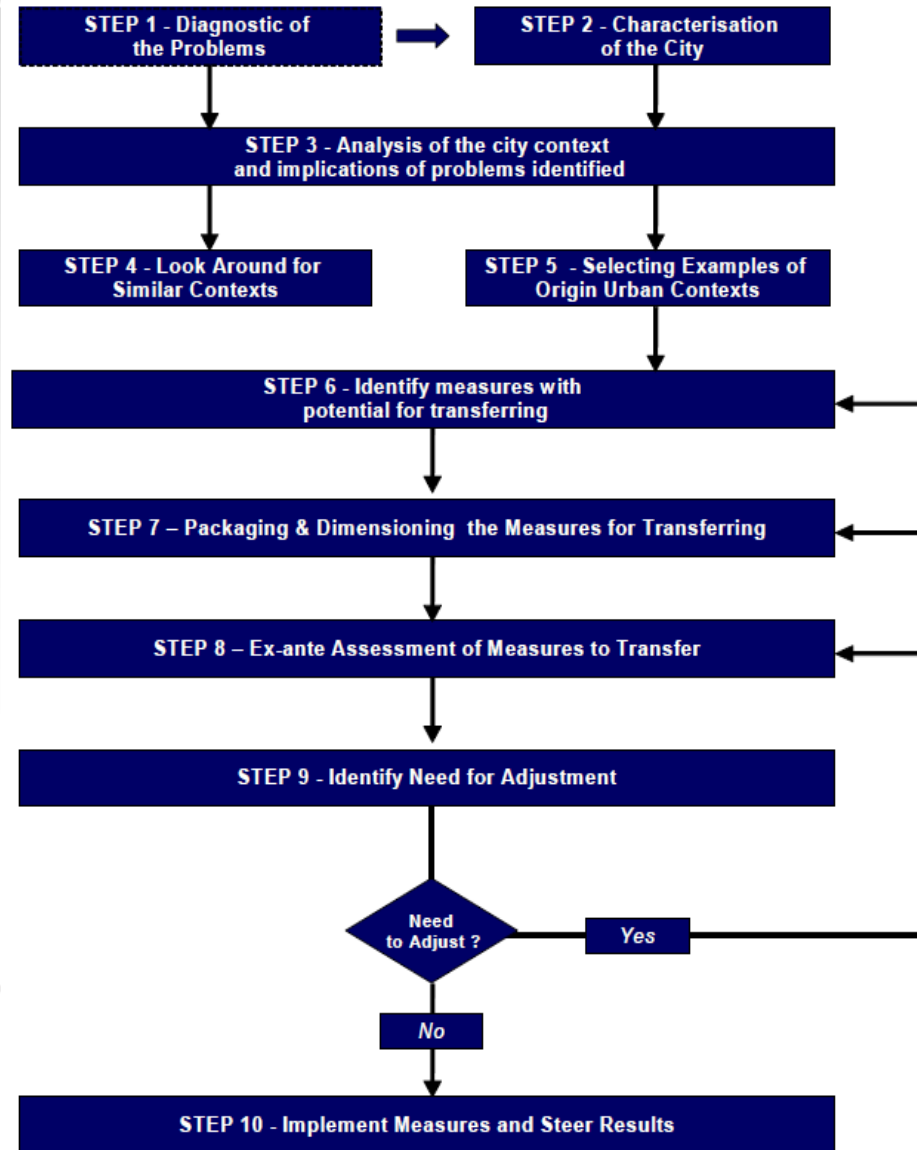 STEP 1 - Diagnostic of
the Problems
STEP 2 - Characterisation
of the City
STEP 3 - Analysis of the city context
and implications of problems identified
STEP 4 - Look Around for
Similar Contexts
STEP 5 - Selecting Examples of
Origin Urban Contexts
STEP 6 - Identify measures with
potential for transferring
STEP 7 – Packaging & Dimensioning the Measures for Transferring
STEP 8 – Ex-ante Assessment of Measures to Transfer
STEP 9 - Identify Need for Adjustment
Need
to Adjust ?
Yes
No
STEP 10 - Implement Measures and Steer Results